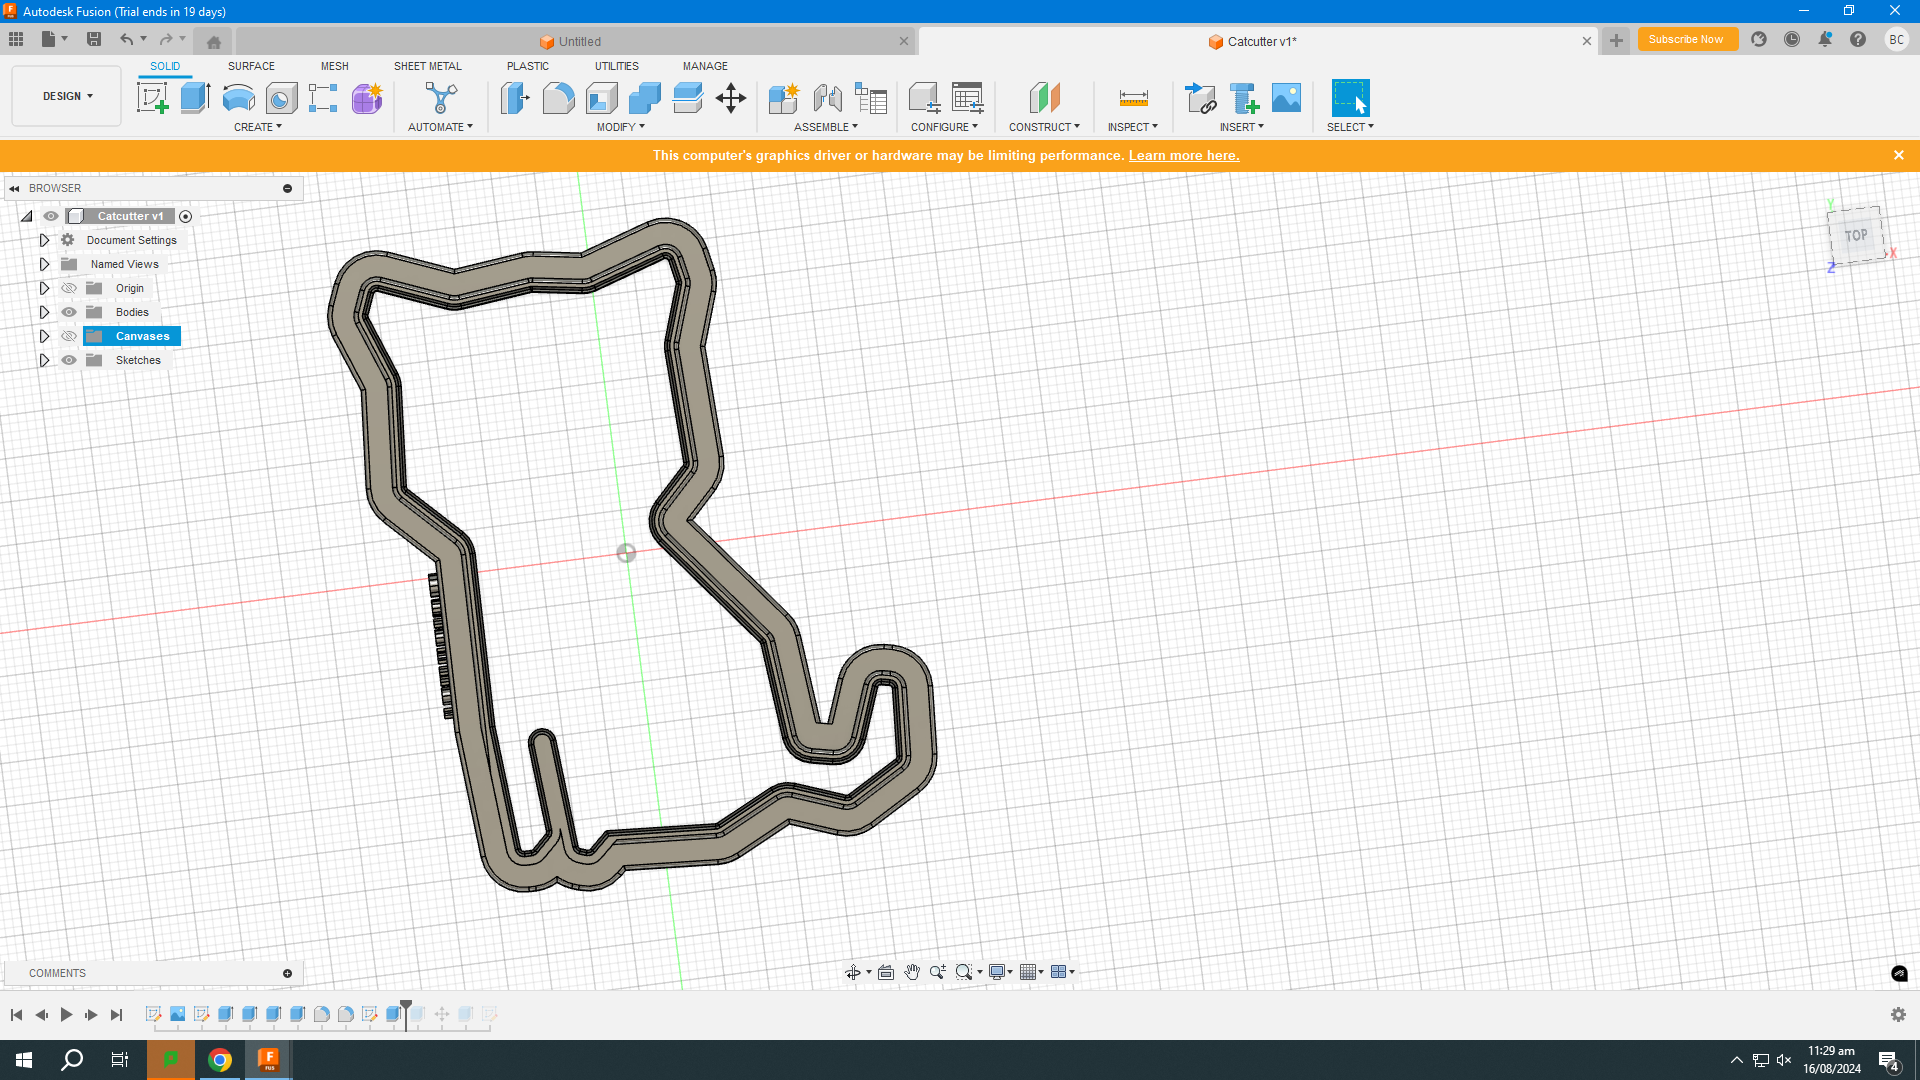 Autodesk Fusion (Trial ends in 19 days)
Untitled
Catcutter v1*
Subscribe Now
BC
DESIGN
SOLID
SURFACE
MESH
SHEET METAL
PLASTIC
UTILITIES
MANAGE
CREATE
AUTOMATE
MODIFY
ASSEMBLE
CONFIGURE
CONSTRUCT
INSPECT
INSERT
SELECT
This computer's graphics driver or hardware may be limiting performance. Learn more here.
BROWSER
Catcutter v1
Document Settings
Named Views
Origin
Bodies
Canvases
Sketches
Y
TOP
X
Z
COMMENTS
F
FUS
11:29 am
16/08/2024
4